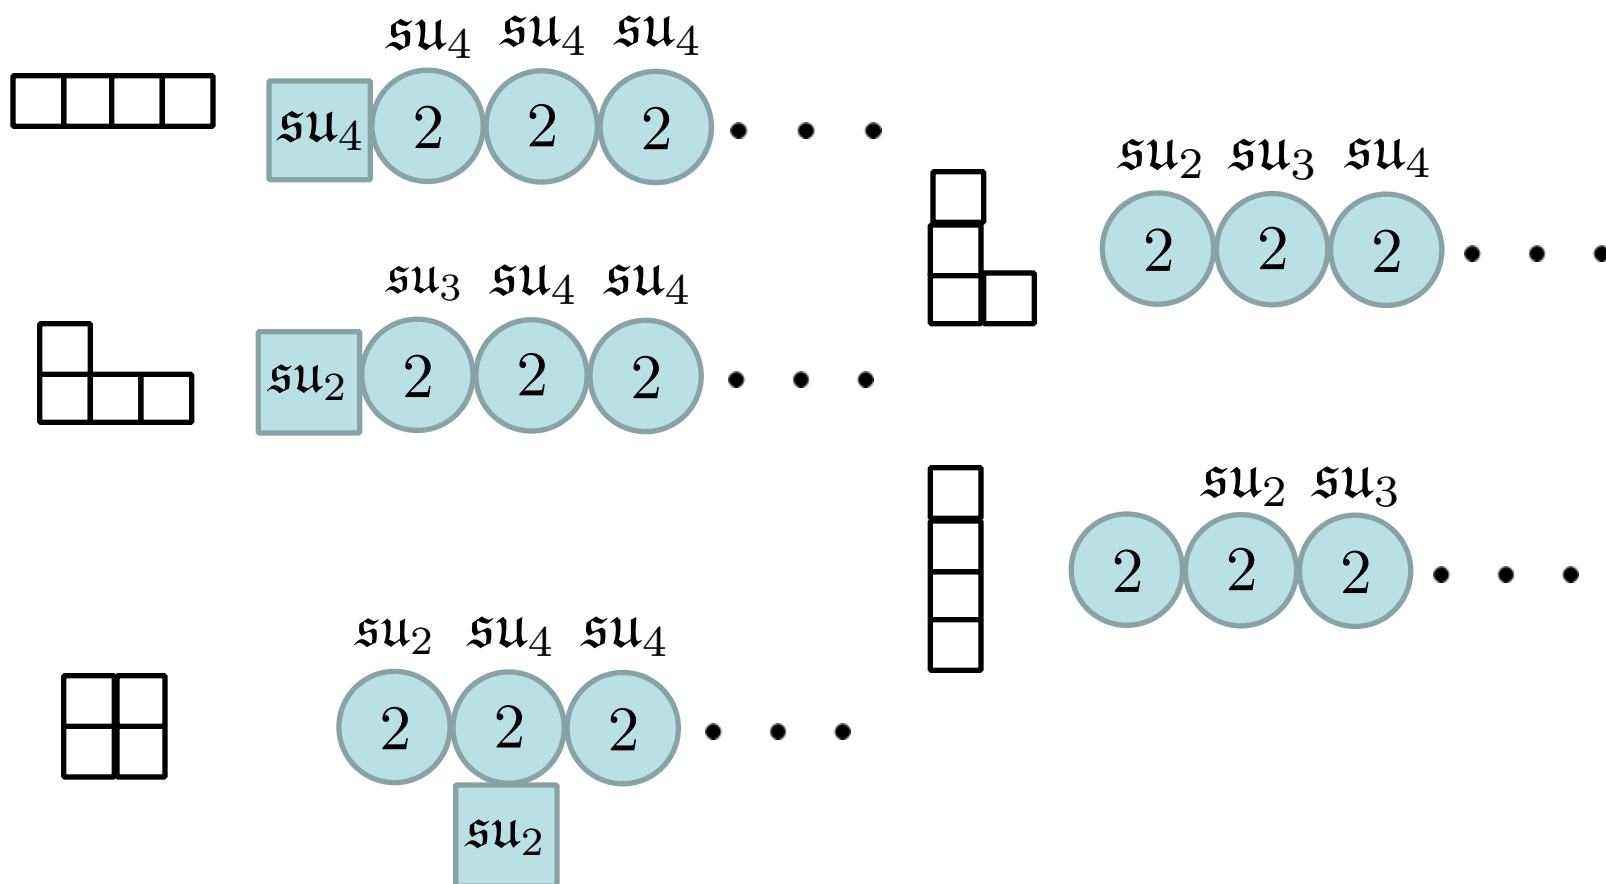 𝔰𝔲₄ 𝔰𝔲₄ 𝔰𝔲₄
𝔰𝔲₄ 2 2 2 . . .
𝔰𝔲₃ 𝔰𝔲₄ 𝔰𝔲₄
𝔰𝔲₂ 2 2 2 . . .
𝔰𝔲₂ 𝔰𝔲₄ 𝔰𝔲₄
2 2 2 . . .
𝔰𝔲₂
𝔰𝔲₂ 𝔰𝔲₃ 𝔰𝔲₄
2 2 2 . . .
𝔰𝔲₂ 𝔰𝔲₃
2 2 2 . . .